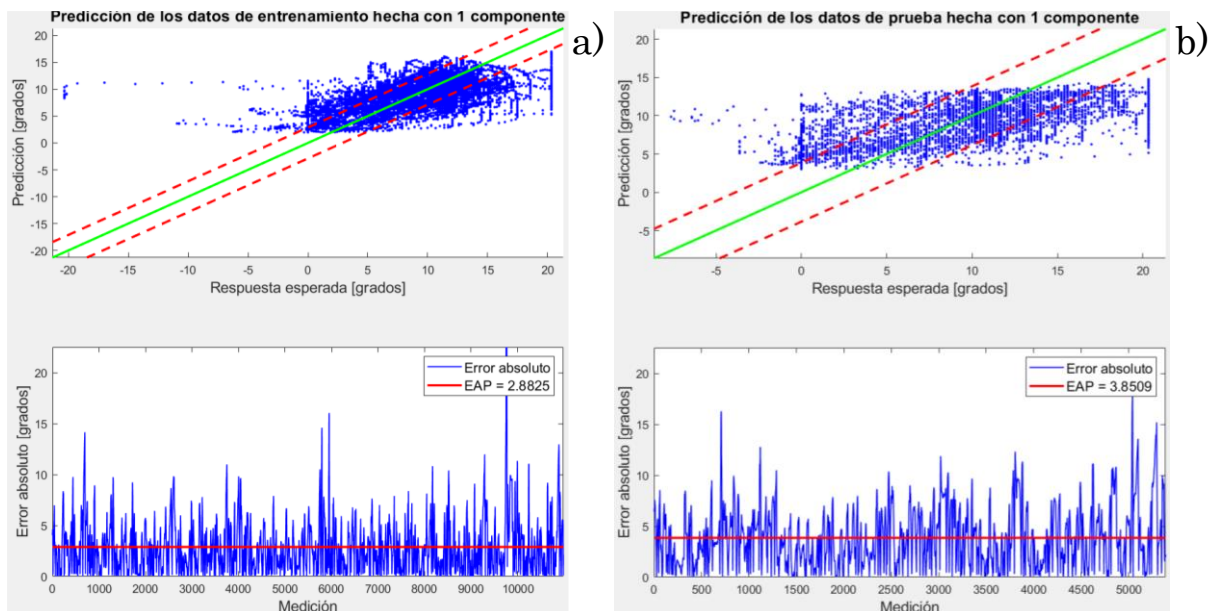 Predicción de los datos de entrenamiento hecha con 1 componente
a)
20
15
10
5
0
-5
-10
-15
-20
Predicción [grados]
-20 -15 -10 -5 0 5 10 15 20
Respuesta esperada [grados]
Predicción de los datos de prueba hecha con 1 componente
b)
20
15
10
5
0
-5
Predicción [grados]
-5 0 5 10 15 20
Respuesta esperada [grados]
Error absoluto
EAP = 2.8825
20
15
10
5
0
Error absoluto [grados]
0 1000 2000 3000 4000 5000 6000 7000 8000 9000 10000
Medición
Error absoluto
EAP = 3.8509
20
15
10
5
0
Error absoluto [grados]
0 500 1000 1500 2000 2500 3000 3500 4000 4500 5000
Medición